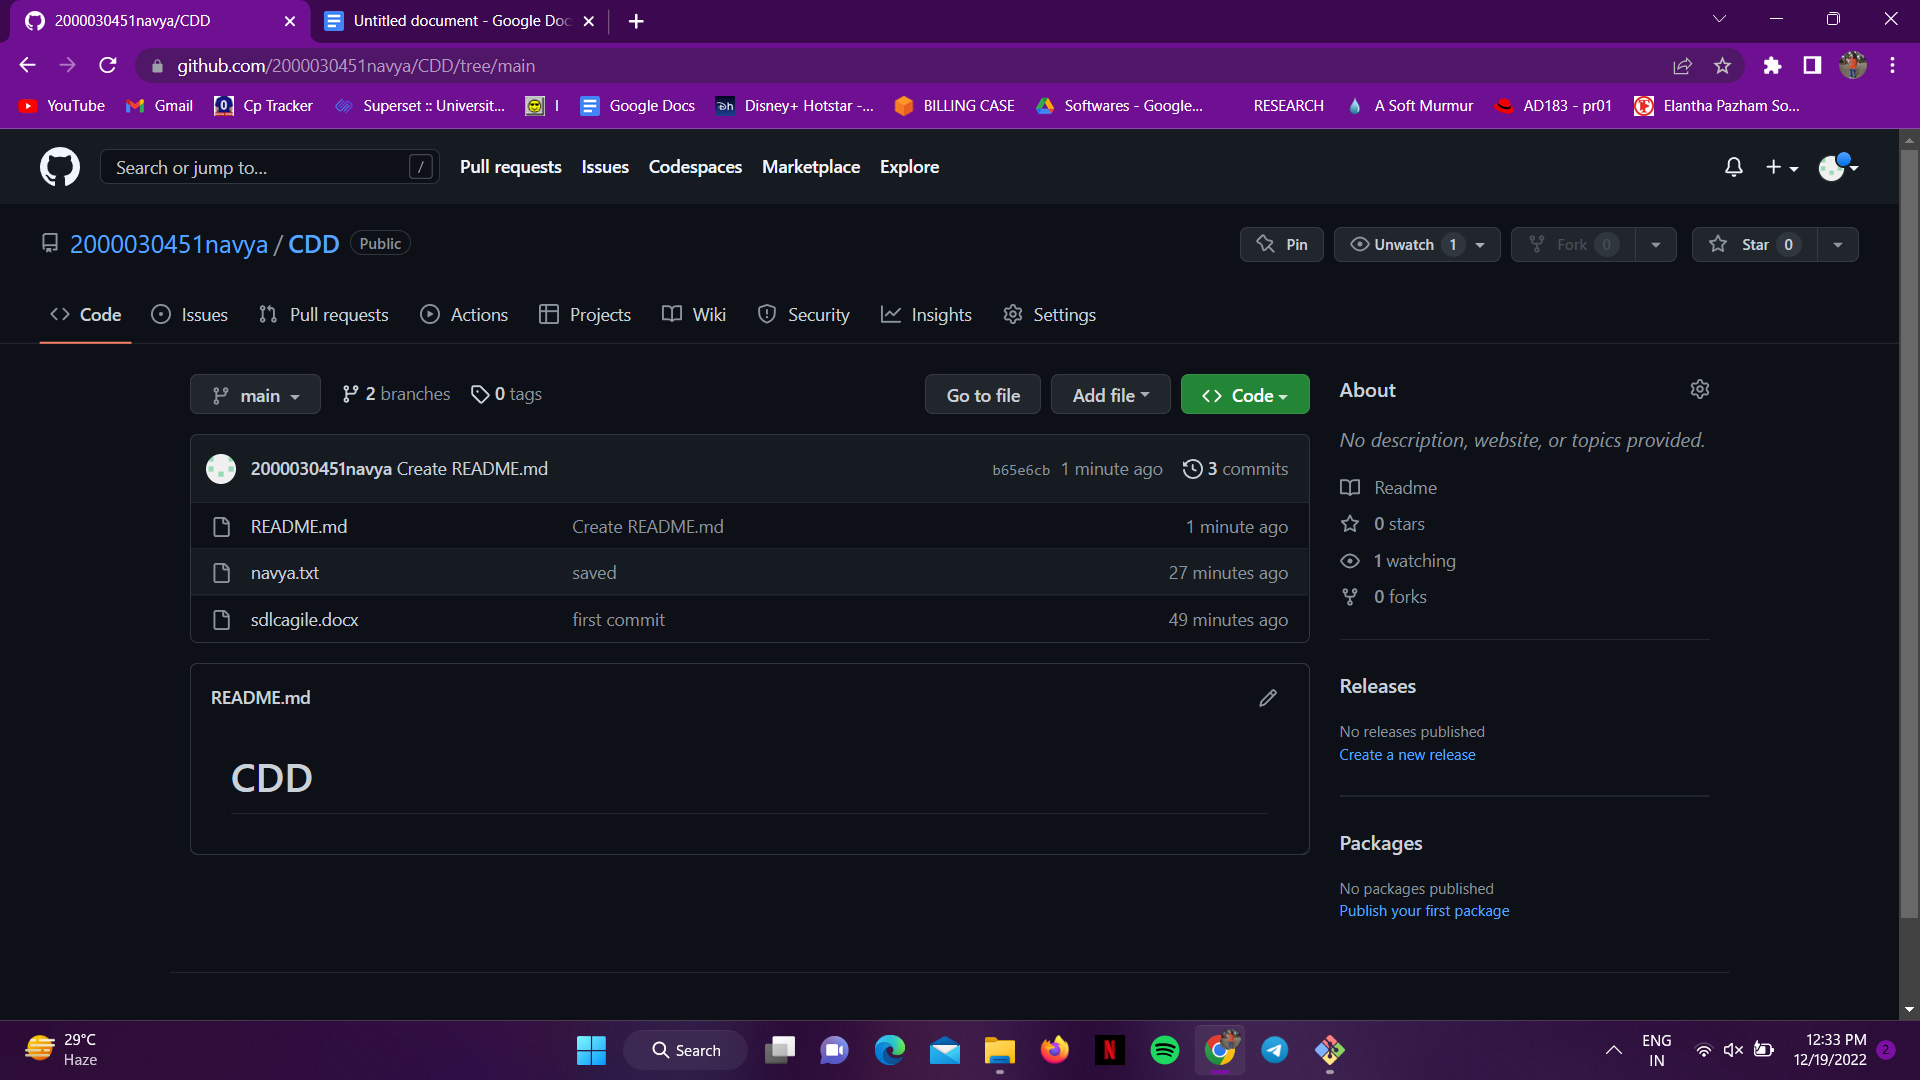 2000030451navya/CDD
Untitled document - Google Doc
github.com/2000030451navya/CDD/tree/main
YouTube Gmail Cp Tracker Superset :: Universit... I Google Docs Disney+ Hotstar -... BILLING CASE Softwares - Google... RESEARCH A Soft Murmur AD183 - pr01 Elantha Pazham So...
Search or jump to... / Pull requests Issues Codespaces Marketplace Explore
2000030451navya / CDD Public
Pin Unwatch 1 Fork 0 Star 0
Code Issues Pull requests Actions Projects Wiki Security Insights Settings
main 2 branches 0 tags Go to file Add file Code
2000030451navya Create README.md b65e6cb 1 minute ago 3 commits
README.md Create README.md 1 minute ago
navya.txt saved 27 minutes ago
sdlcagile.docx first commit 49 minutes ago
README.md
CDD
About
No description, website, or topics provided.
Readme
0 stars
1 watching
0 forks
Releases
No releases published
Create a new release
Packages
No packages published
Publish your first package
29°C
Haze
Search
ENG
IN
12:33 PM
12/19/2022
2